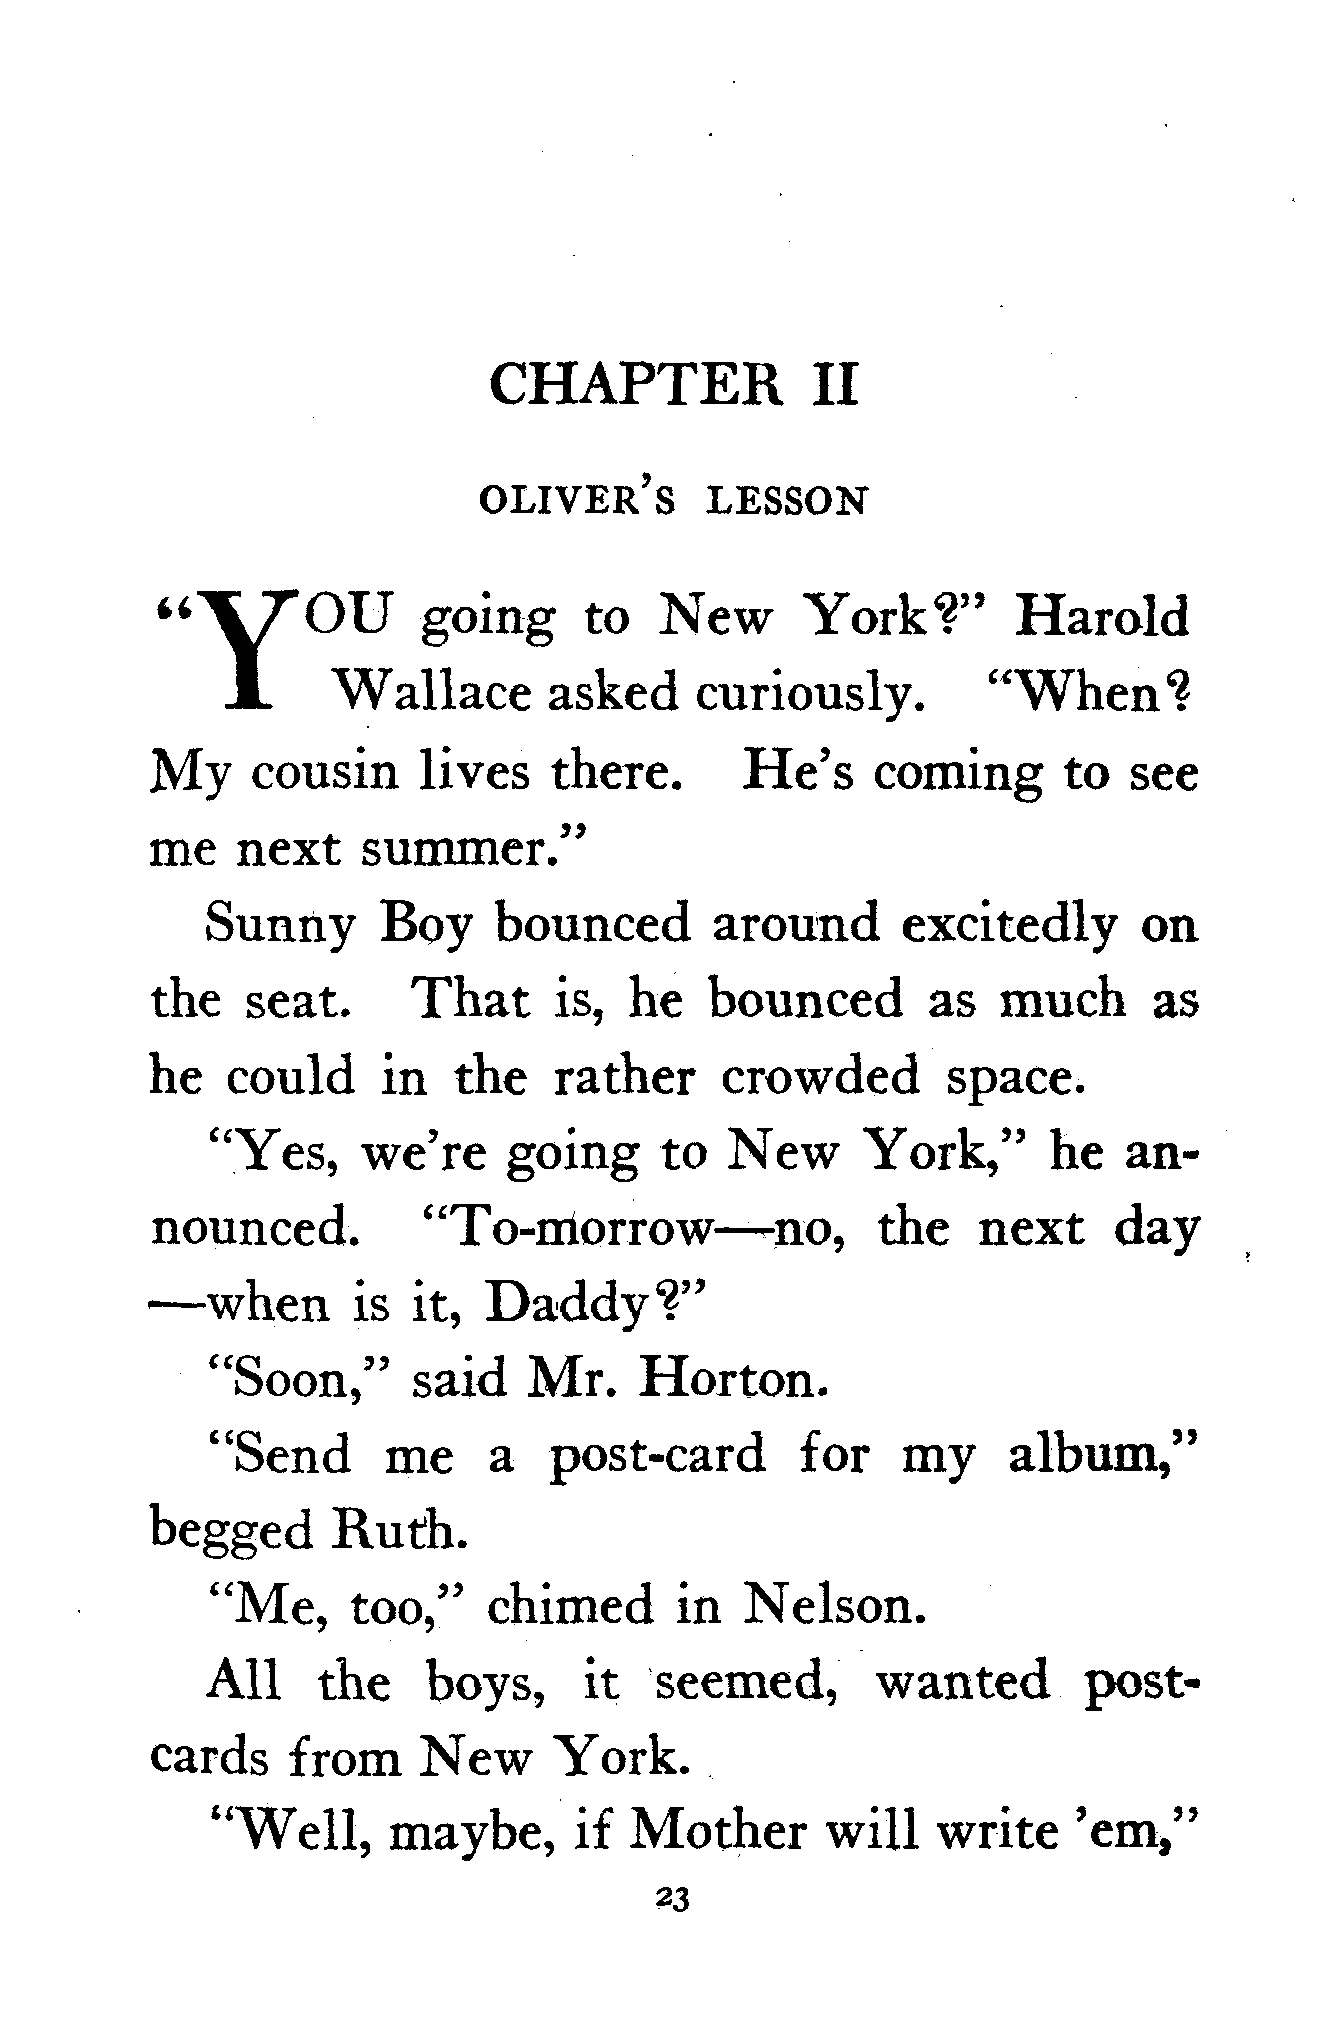 CHAPTER II
OLIVER'S LESSON
“YOU going to New York?” Harold
Wallace asked curiously. “When?
My cousin lives there. He’s coming to see
me next summer.”
Sunny Boy bounced around excitedly on
the seat. That is, he bounced as much as
he could in the rather crowded space.
“Yes, we’re going to New York,” he an-
nounced. “To-morrow—no, the next day
—when is it, Daddy?”
“Soon,” said Mr. Horton.
“Send me a post-card for my album,”
begged Ruth.
“Me, too,” chimed in Nelson.
All the boys, it seemed, wanted post-
cards from New York.
“Well, maybe, if Mother will write ’em,”
23